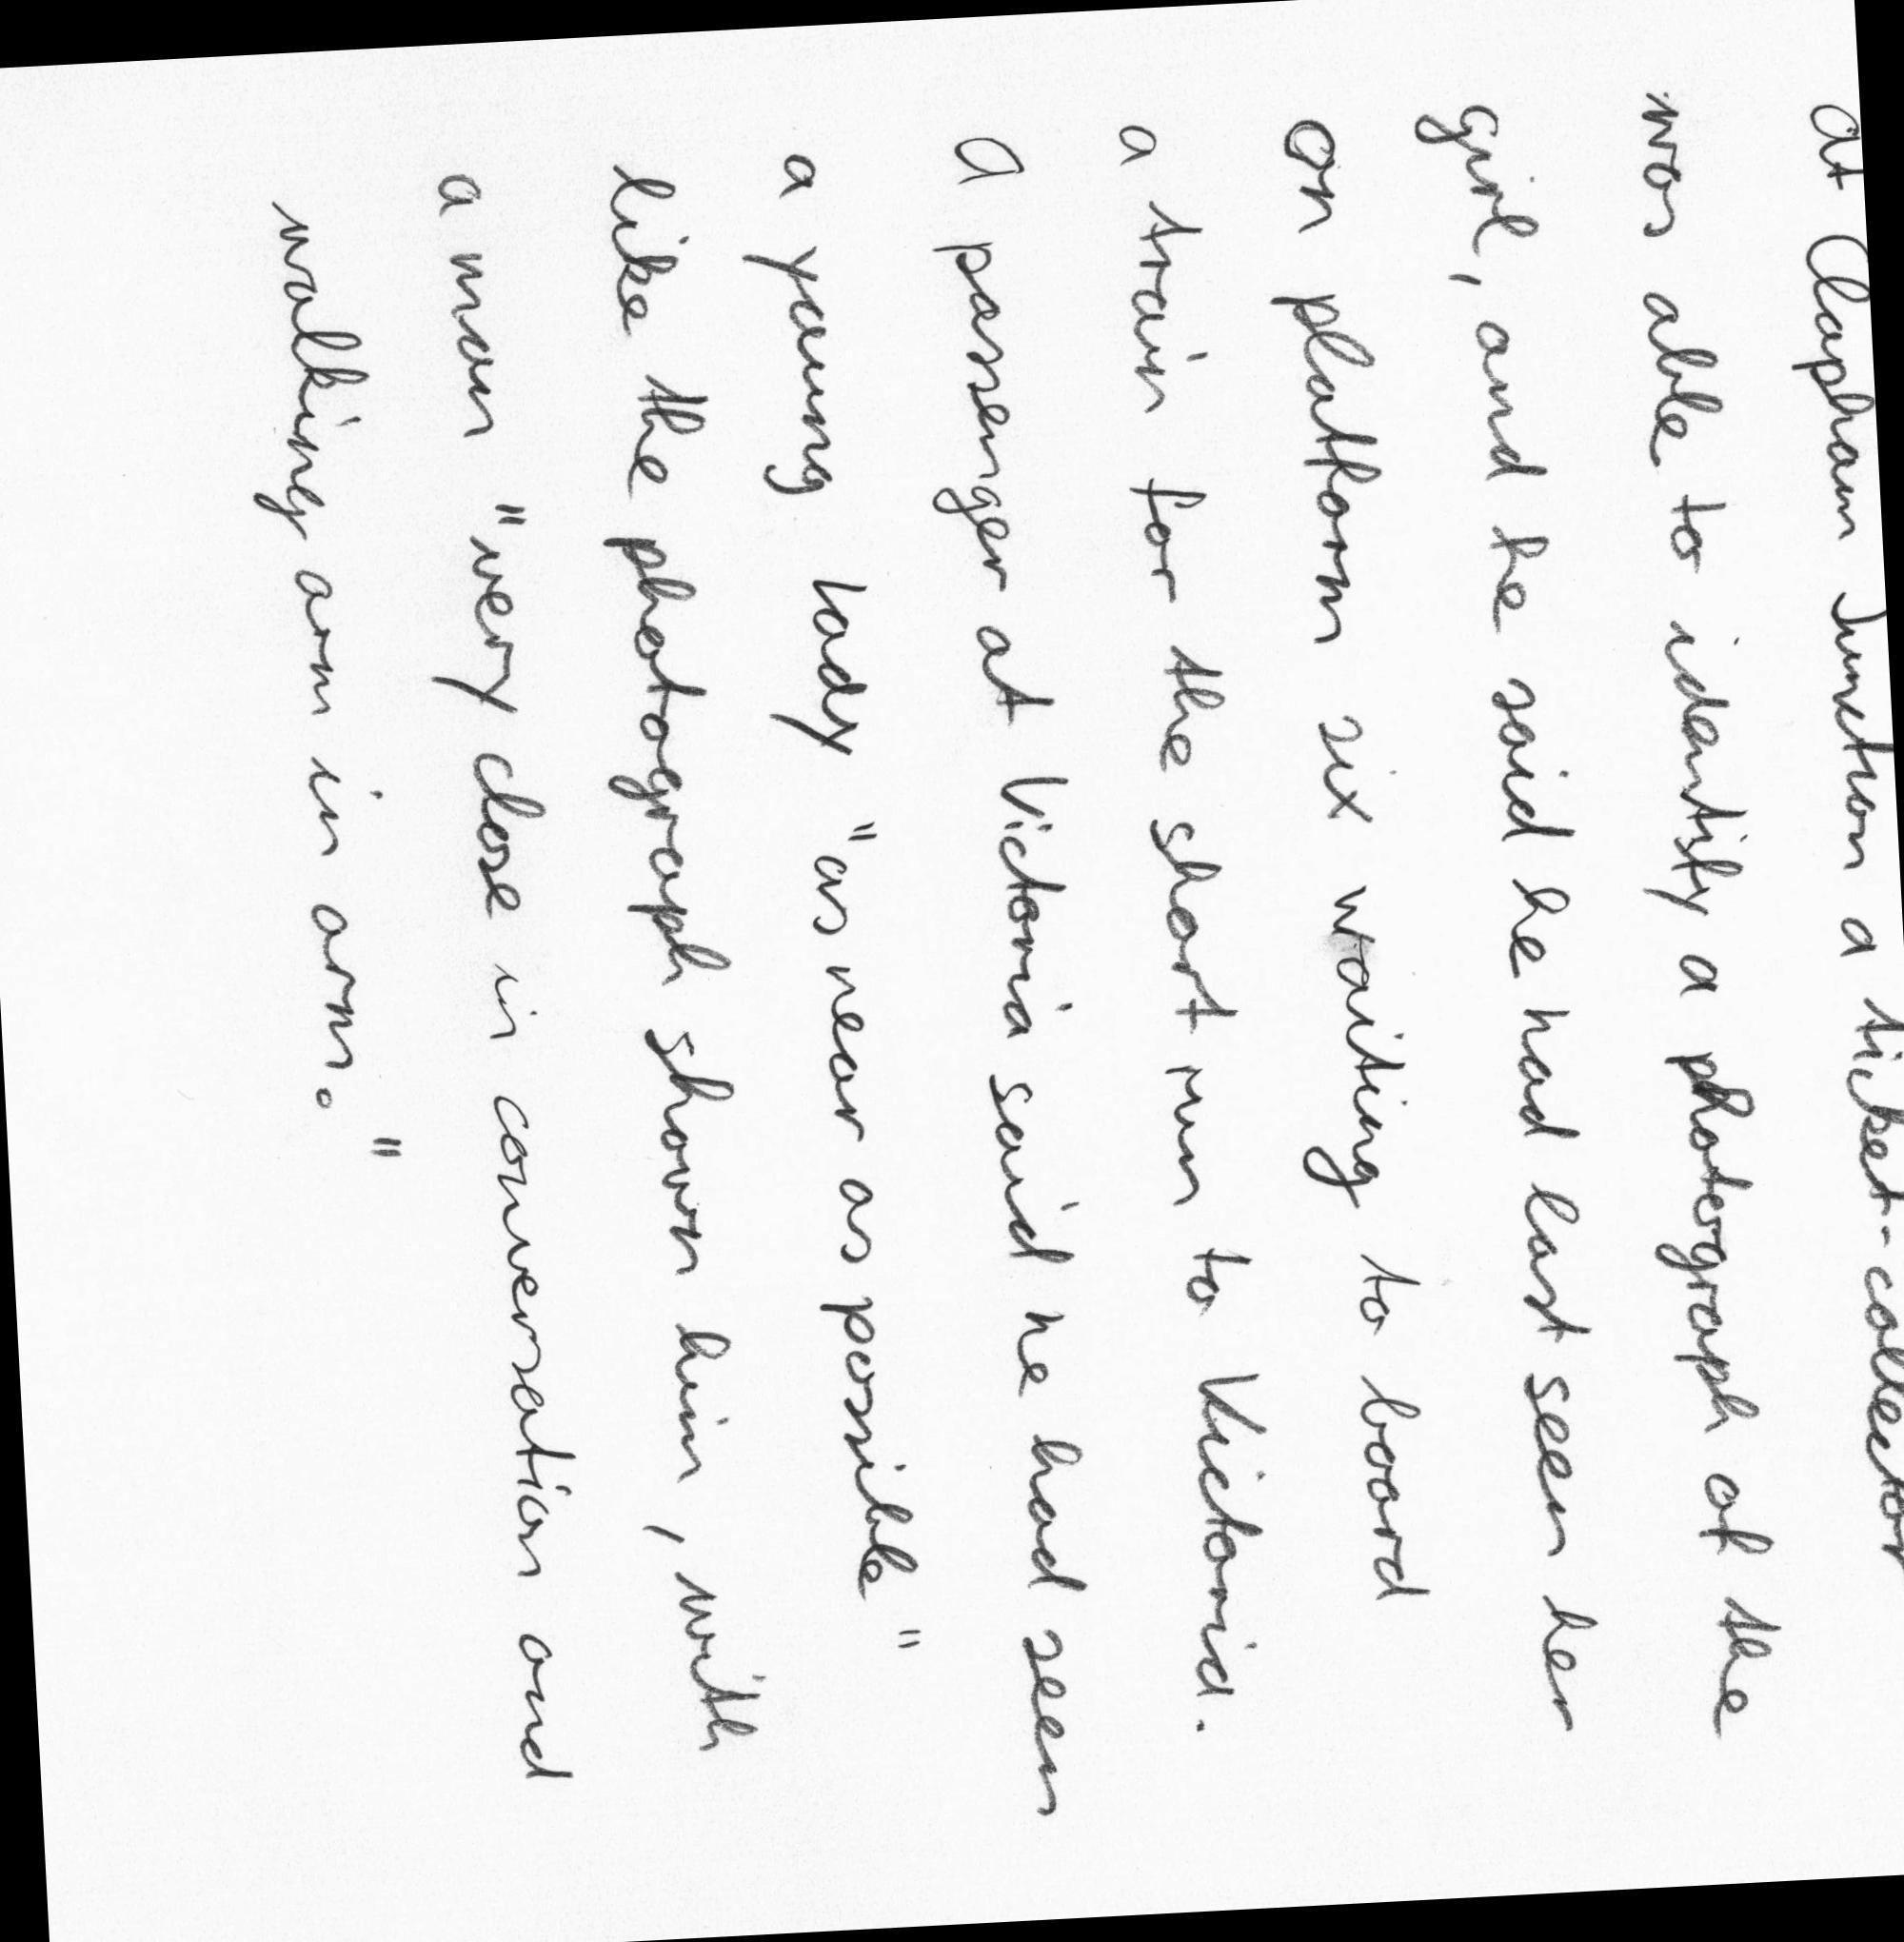 At Clapham Junction a ticket-collector
was able to identify a photograph of the
girl, and he said he had last seen her
on platform six waiting to board
a train for the short run to Victoria.
A passenger at Victoria said he had seen
a young lady "as near as possible"
like the photograph shown him, with
a man "very close in conversation and
walking arm in arm."